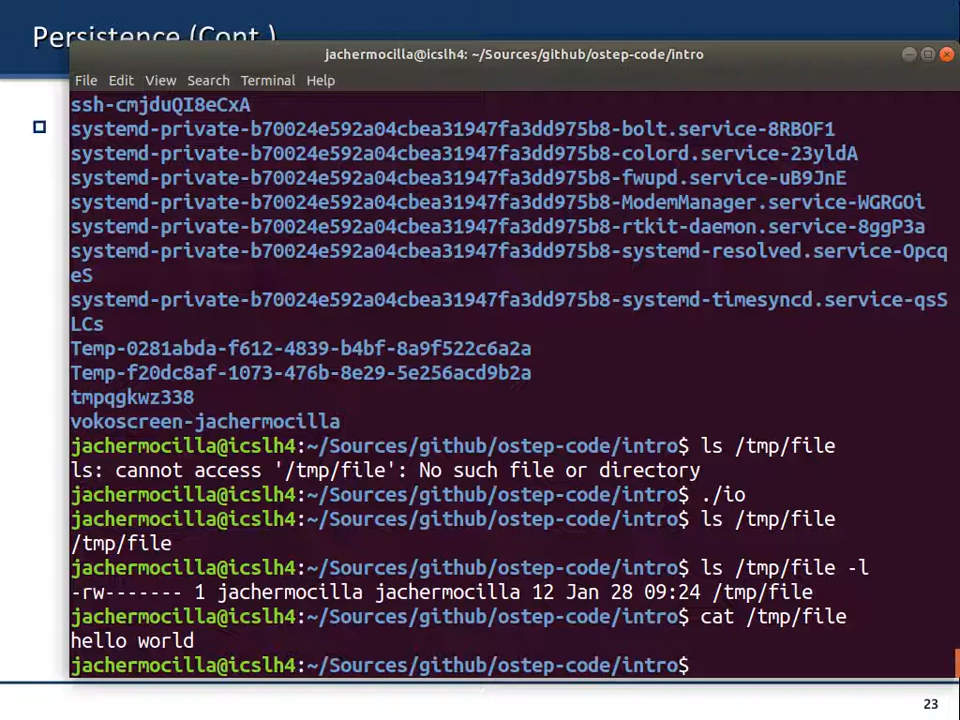 Persistence (Cont.)
jachermocilla@icslh4: ~/Sources/github/ostep-code/intro
File Edit View Search Terminal Help
ssh-cmjduQI8eCxA
systemd-private-b70024e592a04cbea31947fa3dd975b8-bolt.service-8RBOF1
systemd-private-b70024e592a04cbea31947fa3dd975b8-colord.service-23yldA
systemd-private-b70024e592a04cbea31947fa3dd975b8-fwupd.service-uB9JnE
systemd-private-b70024e592a04cbea31947fa3dd975b8-ModemManager.service-WGRGOi
systemd-private-b70024e592a04cbea31947fa3dd975b8-rtkit-daemon.service-8ggP3a
systemd-private-b70024e592a04cbea31947fa3dd975b8-systemd-resolved.service-Opcq
eS
systemd-private-b70024e592a04cbea31947fa3dd975b8-systemd-timesyncd.service-qsS
LCs
Temp-0281abda-f612-4839-b4bf-8a9f522c6a2a
Temp-f20dc8af-1073-476b-8e29-5e256acd9b2a
tmpqgkwz338
vokoscreen-jachermocilla
jachermocilla@icslh4:~/Sources/github/ostep-code/intro$ ls /tmp/file
ls: cannot access '/tmp/file': No such file or directory
jachermocilla@icslh4:~/Sources/github/ostep-code/intro$ ./io
jachermocilla@icslh4:~/Sources/github/ostep-code/intro$ ls /tmp/file
/tmp/file
jachermocilla@icslh4:~/Sources/github/ostep-code/intro$ ls /tmp/file -l
-rw------- 1 jachermocilla jachermocilla 12 Jan 28 09:24 /tmp/file
jachermocilla@icslh4:~/Sources/github/ostep-code/intro$ cat /tmp/file
hello world
jachermocilla@icslh4:~/Sources/github/ostep-code/intro$
23